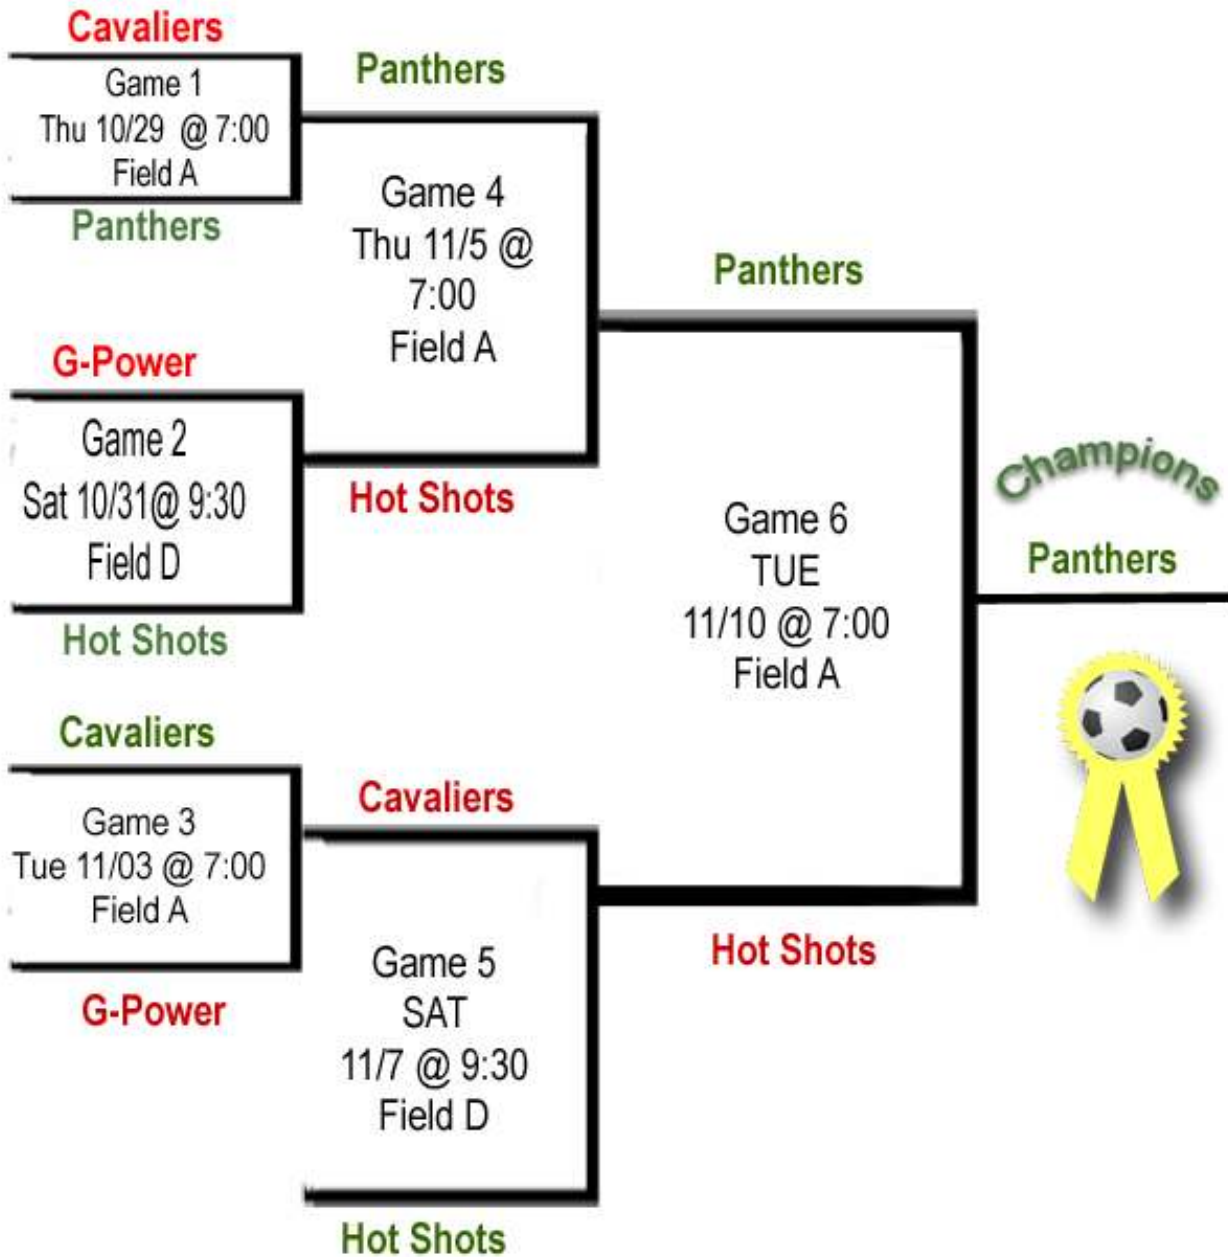 Cavaliers
Game 1
Thu 10/29 @ 7:00
Field A
Panthers
Panthers
Game 4
Thu 11/5 @
7:00
Field A
Hot Shots
G-Power
Game 2
Sat 10/31@ 9:30
Field D
Hot Shots
Cavaliers
Game 3
Tue 11/03 @ 7:00
Field A
G-Power
Cavaliers
Game 5
SAT
11/7 @ 9:30
Field D
Hot Shots
Panthers
Game 6
TUE
11/10 @ 7:00
Field A
Hot Shots
Champions
Panthers